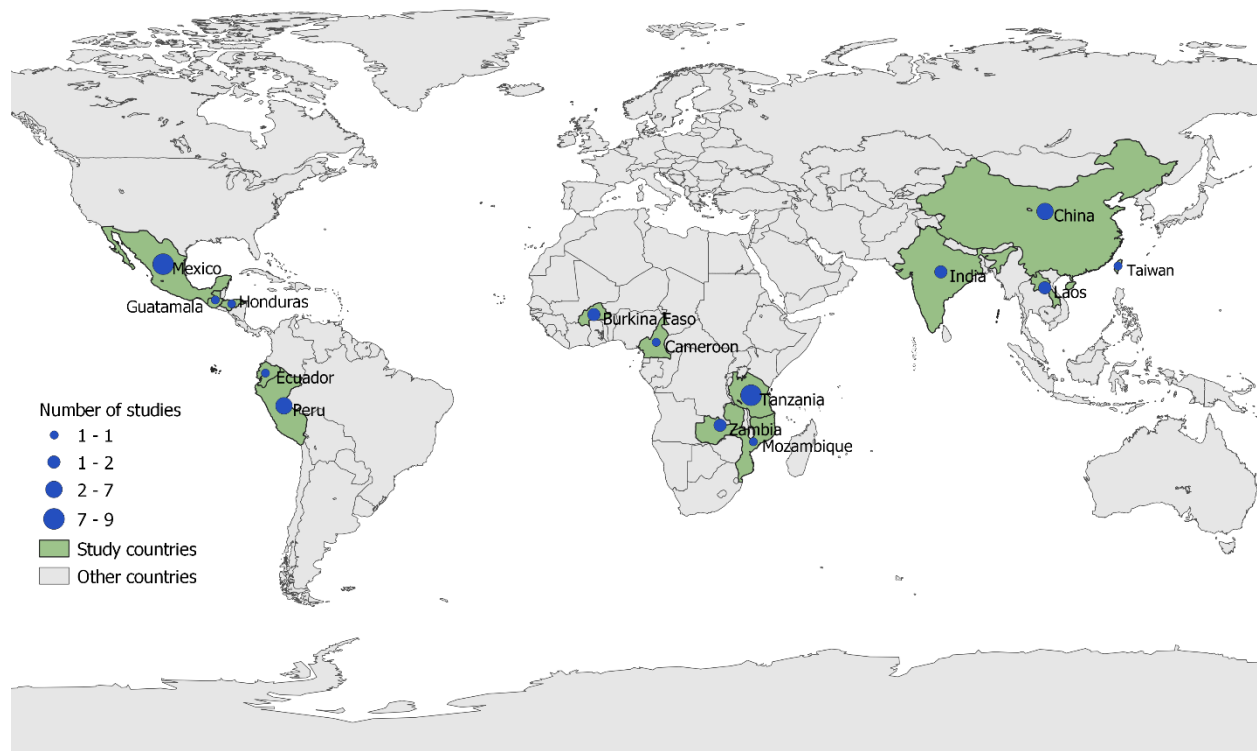 China
Mexico
India
Taiwan
Laos
Guatamala
Honduras
Burkina Faso
Cameroon
Ecuador
Tanzania
Peru
Zambia
Mozambique
Number of studies
1 - 1
1 - 2
2 - 7
7 - 9
Study countries
Other countries